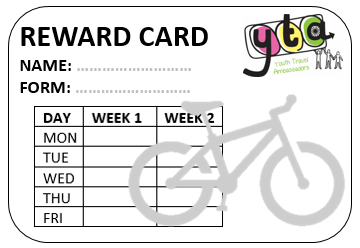 REWARD CARD
yta
Youth Travel
Ambassadors
NAME: ............................
FORM: ............................
DAY WEEK 1 WEEK 2
MON
TUE
WED
THU
FRI